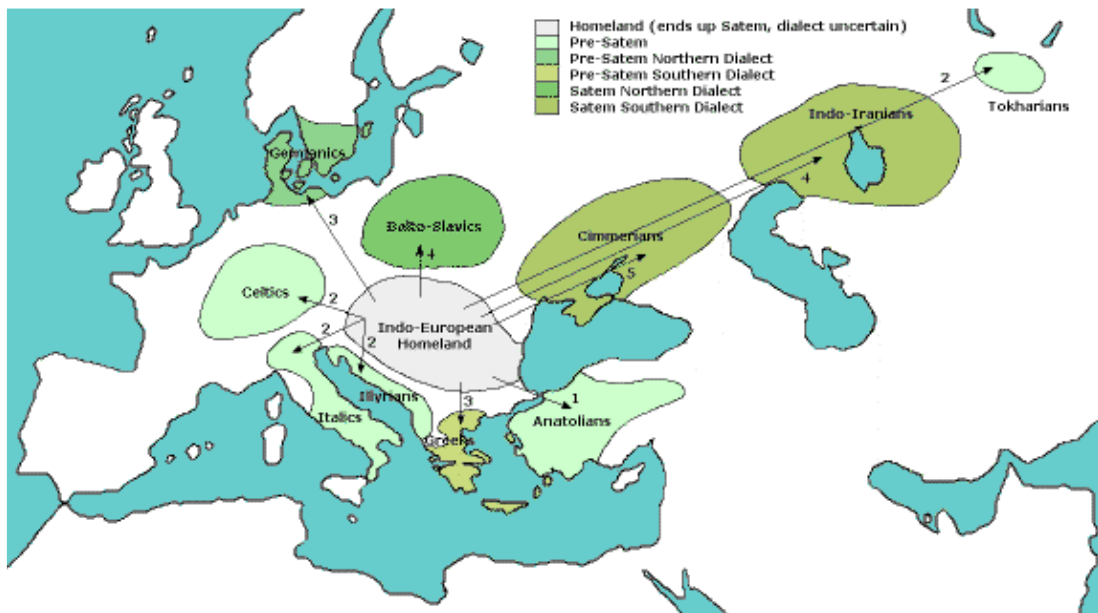 Homeland (ends up Satem, dialect uncertain)
Pre-Satem
Pre-Satem Northern Dialect
Pre-Satem Southern Dialect
Satem Northern Dialect
Satem Southern Dialect
2
Tokharians
Indo-Iranians
4
Germanics
3
Balto-Slavics
4
Cimmerians
5
Celtics
2
2
2
Indo-European
Homeland
Illyrians
Italics
3
Greeks
1
Anatolians